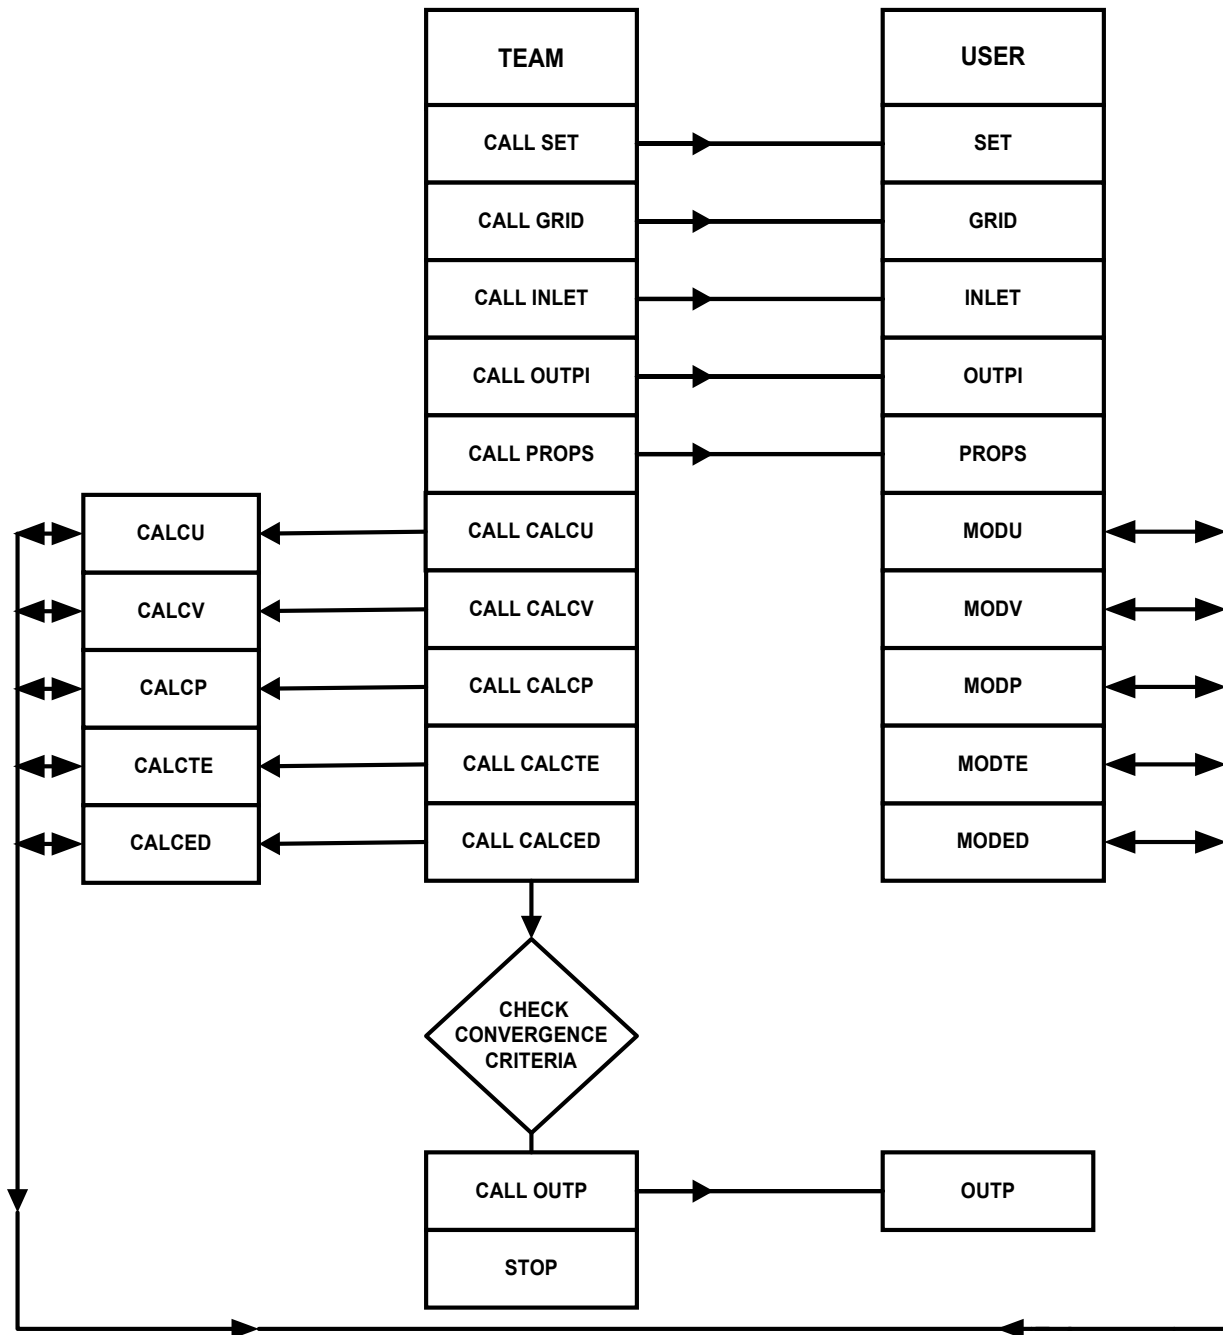 TEAM
USER
CALL SET
SET
CALL GRID
GRID
CALL INLET
INLET
CALL OUTPI
OUTPI
CALL PROPS
PROPS
CALCU
CALL CALCU
MODU
CALCV
CALL CALCV
MODV
CALCP
CALL CALCP
MODP
CALCTE
CALL CALCTE
MODTE
CALCED
CALL CALCED
MODED
CHECK
CONVERGENCE
CRITERIA
CALL OUTP
OUTP
STOP